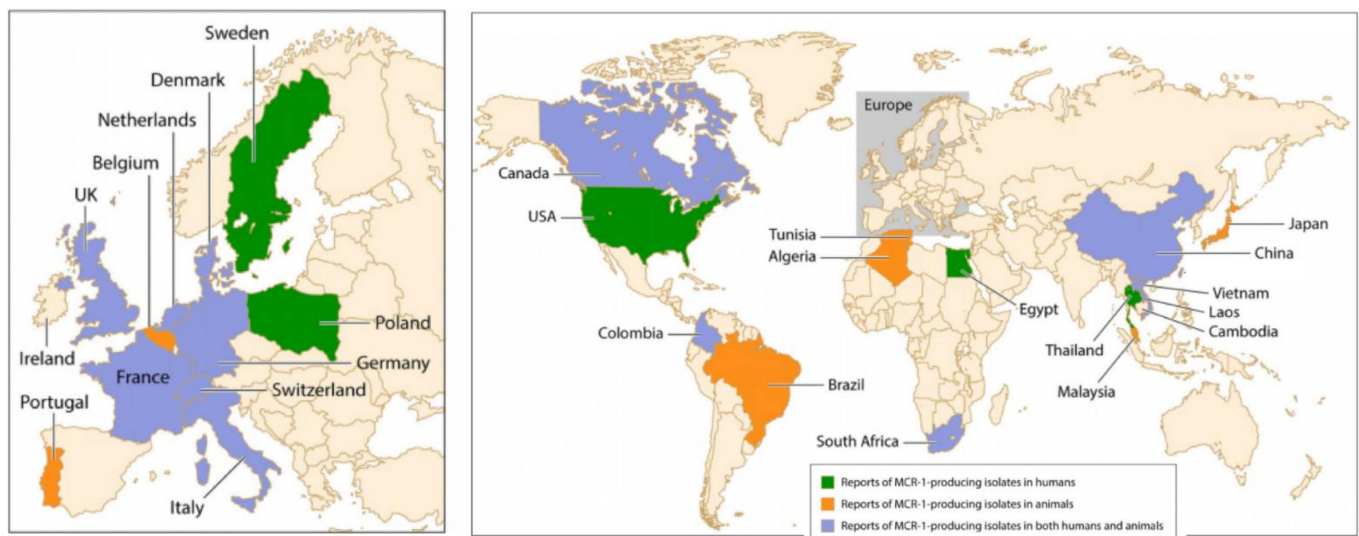 Sweden
Denmark
Netherlands
Belgium
UK
Poland
Ireland
Germany
France
Switzerland
Portugal
Italy
Europe
Canada
USA
Tunisia
Japan
Algeria
China
Vietnam
Egypt
Laos
Colombia
Cambodia
Thailand
Brazil
Malaysia
South Africa
Reports of MCR-1-producing isolates in humans
Reports of MCR-1-producing isolates in animals
Reports of MCR-1-producing isolates in both humans and animals